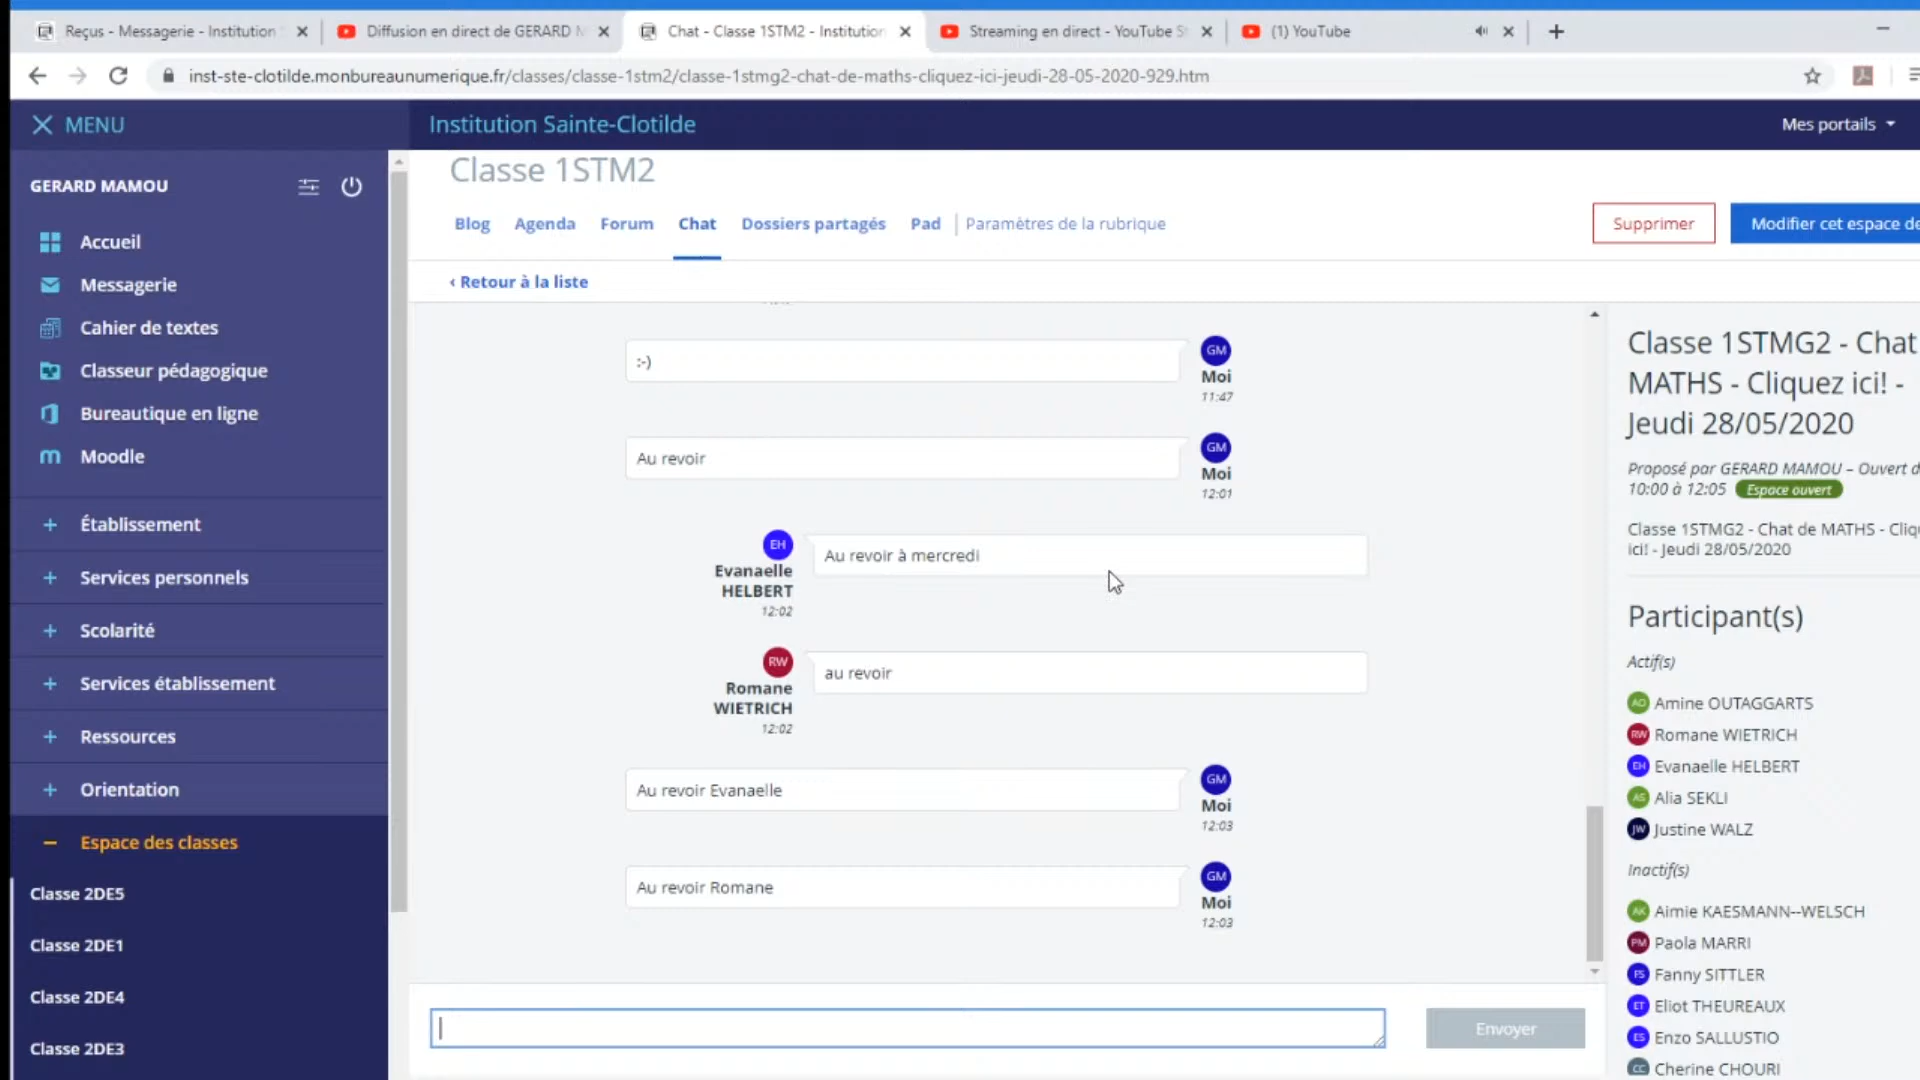 Reçus - Messagerie - Institution
Diffusion en direct de GERARD
Chat - Classe 1STM2 - Institution
Streaming en direct - YouTube
(1) YouTube
inst-ste-clotilde.monbureaunumerique.fr/classes/classe-1stm2/classe-1stmg2-chat-de-maths-cliquez-ici-jeudi-28-05-2020-929.htm
MENU
Institution Sainte-Clotilde
Mes portails
GERARD MAMOU
Accueil
Messagerie
Cahier de textes
Classeur pédagogique
Bureautique en ligne
Moodle
+ Établissement
+ Services personnels
+ Scolarité
+ Services établissement
+ Ressources
+ Orientation
– Espace des classes
Classe 2DE5
Classe 2DE1
Classe 2DE4
Classe 2DE3
Classe 1STM2
Blog Agenda Forum Chat Dossiers partagés Pad Paramètres de la rubrique
Supprimer
Modifier cet espace de
‹ Retour à la liste
:-)
GM
Moi
11:47
Au revoir
GM
Moi
12:01
EH
Evanaelle
HELBERT
12:02
Au revoir à mercredi
RW
Romane
WIETRICH
12:02
au revoir
Au revoir Evanaelle
GM
Moi
12:03
Au revoir Romane
GM
Moi
12:03
Envoyer
Classe 1STMG2 - Chat
MATHS - Cliquez ici! -
Jeudi 28/05/2020
Proposé par GERARD MAMOU – Ouvert d
10:00 à 12:05 Espace ouvert
Classe 1STMG2 - Chat de MATHS - Cliq
ici! - Jeudi 28/05/2020
Participant(s)
Actif(s)
AO Amine OUTAGGARTS
RW Romane WIETRICH
EH Evanaelle HELBERT
AS Alia SEKLI
JW Justine WALZ
Inactif(s)
AK Aimie KAESMANN--WELSCH
PM Paola MARRI
FS Fanny SITTLER
ET Eliot THEUREAUX
ES Enzo SALLUSTIO
CC Cherine CHOURI